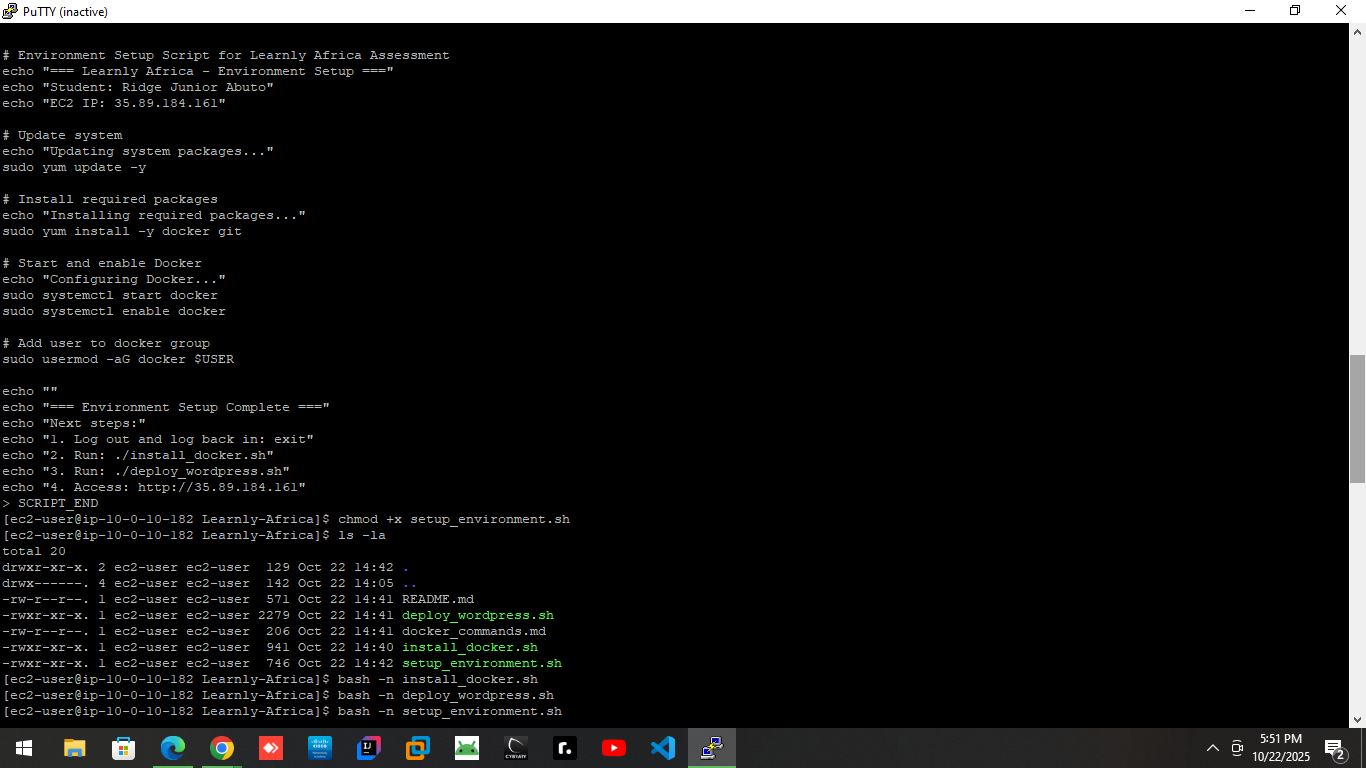 PuTTY (inactive)
# Environment Setup Script for Learnly Africa Assessment
echo "=== Learnly Africa - Environment Setup ==="
echo "Student: Ridge Junior Abuto"
echo "EC2 IP: 35.89.184.161"
# Update system
echo "Updating system packages..."
sudo yum update -y
# Install required packages
echo "Installing required packages..."
sudo yum install -y docker git
# Start and enable Docker
echo "Configuring Docker..."
sudo systemctl start docker
sudo systemctl enable docker
# Add user to docker group
sudo usermod -aG docker $USER
echo ""
echo "=== Environment Setup Complete ==="
echo "Next steps:"
echo "1. Log out and log back in: exit"
echo "2. Run: ./install_docker.sh"
echo "3. Run: ./deploy_wordpress.sh"
echo "4. Access: http://35.89.184.161"
> SCRIPT_END
[ec2-user@ip-10-0-10-182 Learnly-Africa]$ chmod +x setup_environment.sh
[ec2-user@ip-10-0-10-182 Learnly-Africa]$ ls -la
total 20
drwxr-xr-x. 2 ec2-user ec2-user  129 Oct 22 14:42 .
drwx------. 4 ec2-user ec2-user  142 Oct 22 14:05 ..
-rw-r--r--. 1 ec2-user ec2-user  571 Oct 22 14:41 README.md
-rwxr-xr-x. 1 ec2-user ec2-user 2279 Oct 22 14:41 deploy_wordpress.sh
-rw-r--r--. 1 ec2-user ec2-user  206 Oct 22 14:41 docker_commands.md
-rwxr-xr-x. 1 ec2-user ec2-user  941 Oct 22 14:40 install_docker.sh
-rwxr-xr-x. 1 ec2-user ec2-user  746 Oct 22 14:42 setup_environment.sh
[ec2-user@ip-10-0-10-182 Learnly-Africa]$ bash -n install_docker.sh
[ec2-user@ip-10-0-10-182 Learnly-Africa]$ bash -n deploy_wordpress.sh
[ec2-user@ip-10-0-10-182 Learnly-Africa]$ bash -n setup_environment.sh
5:51 PM
10/22/2025
2